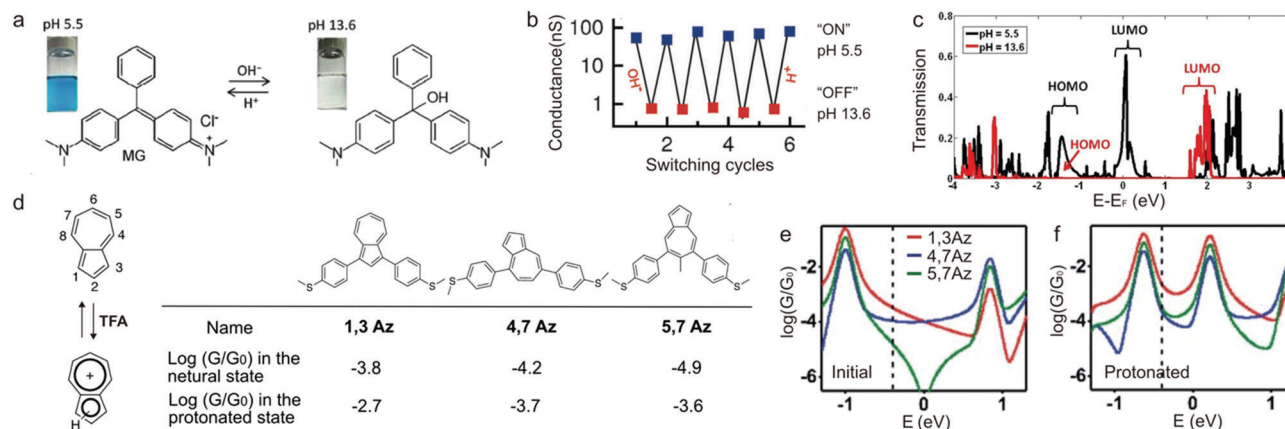 a
pH 5.5
pH 13.6
OH⁻
H⁺
OH
Cl⁻
N
N⁺
N
N
MG
b
Conductance(nS)
100
10
1
OH⁻
H⁺
"ON"
pH 5.5
"OFF"
pH 13.6
0
2
4
6
Switching cycles
c
Transmission
0.8
0.6
0.4
0.2
0.0
pH = 5.5
pH = 13.6
HOMO
LUMO
LUMO
HOMO
-4 -3 -2 -1 0 1 2 3
E-EF (eV)
d
6
7 5
8 4
1 3
2
TFA
+
H
S
S
S
S
S
S
Name 1,3 Az 4,7 Az 5,7 Az
Log (G/G0) in the
netural state
-3.8 -4.2 -4.9
Log (G/G0) in the
protonated state
-2.7 -3.7 -3.6
e
log(G/G0)
-2
-4
-6
1,3Az
4,7Az
5,7Az
Initial
-1 0 1
E (eV)
f
log(G/G0)
-2
-4
-6
Protonated
-1 0 1
E (eV)